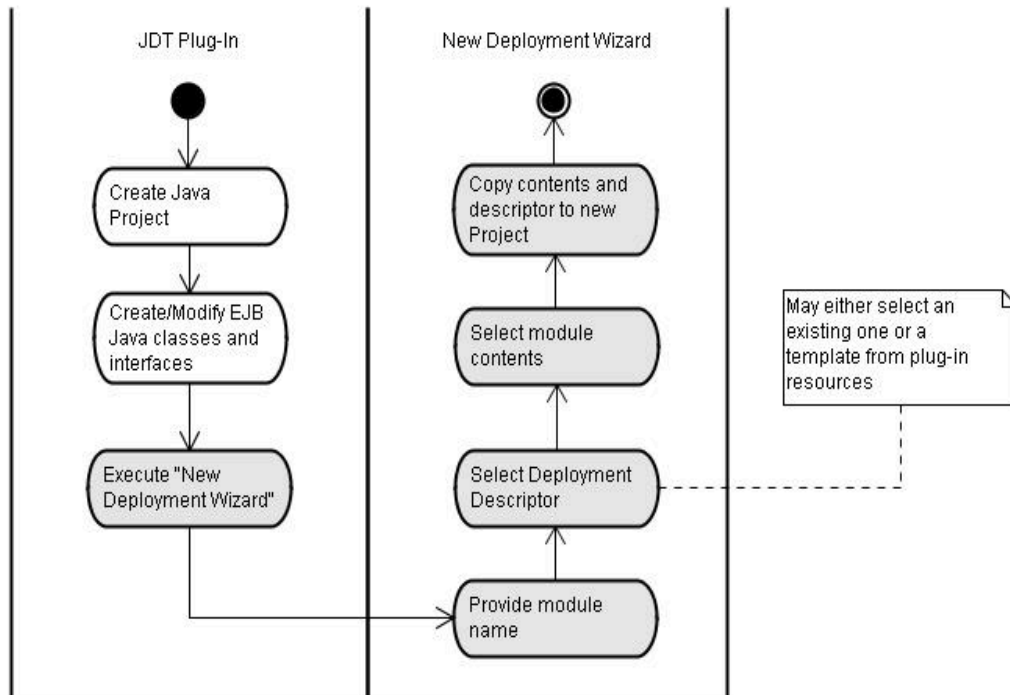 JDT Plug-In
New Deployment Wizard
Create Java
Project
Create/Modify EJB
Java classes and
interfaces
Execute "New
Deployment Wizard"
Copy contents and
descriptor to new
Project
Select module
contents
Select Deployment
Descriptor
Provide module
name
May either select an
existing one or a
template from plug-in
resources